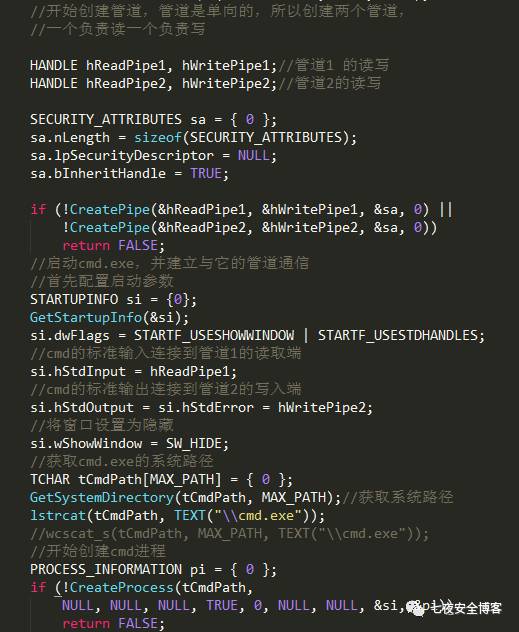 //开始创建管道，管道是单向的，所以创建两个管道，
//一个负责读一个负责写
HANDLE hReadPipe1, hWritePipe1;//管道1 的读写
HANDLE hReadPipe2, hWritePipe2;//管道2的读写
SECURITY_ATTRIBUTES sa = { 0 };
sa.nLength = sizeof(SECURITY_ATTRIBUTES);
sa.lpSecurityDescriptor = NULL;
sa.bInheritHandle = TRUE;
if (!CreatePipe(&hReadPipe1, &hWritePipe1, &sa, 0) ||
!CreatePipe(&hReadPipe2, &hWritePipe2, &sa, 0))
return FALSE;
//启动cmd.exe，并建立与它的管道通信
//首先配置启动参数
STARTUPINFO si = {0};
GetStartupInfo(&si);
si.dwFlags = STARTF_USESHOWWINDOW | STARTF_USESTDHANDLES;
//cmd的标准输入连接到管道1的读取端
si.hStdInput = hReadPipe1;
//cmd的标准输出连接到管道2的写入端
si.hStdOutput = si.hStdError = hWritePipe2;
//将窗口设置为隐藏
si.wShowWindow = SW_HIDE;
//获取cmd.exe的系统路径
TCHAR tCmdPath[MAX_PATH] = { 0 };
GetSystemDirectory(tCmdPath, MAX_PATH);//获取系统路径
lstrcat(tCmdPath, TEXT("\\cmd.exe"));
//wcscat_s(tCmdPath, MAX_PATH, TEXT("\\cmd.exe"));
//开始创建cmd进程
PROCESS_INFORMATION pi = { 0 };
if (!CreateProcess(tCmdPath,
NULL, NULL, NULL, TRUE, 0, NULL, NULL, &si, &pi))
return FALSE;
七夜安全博客